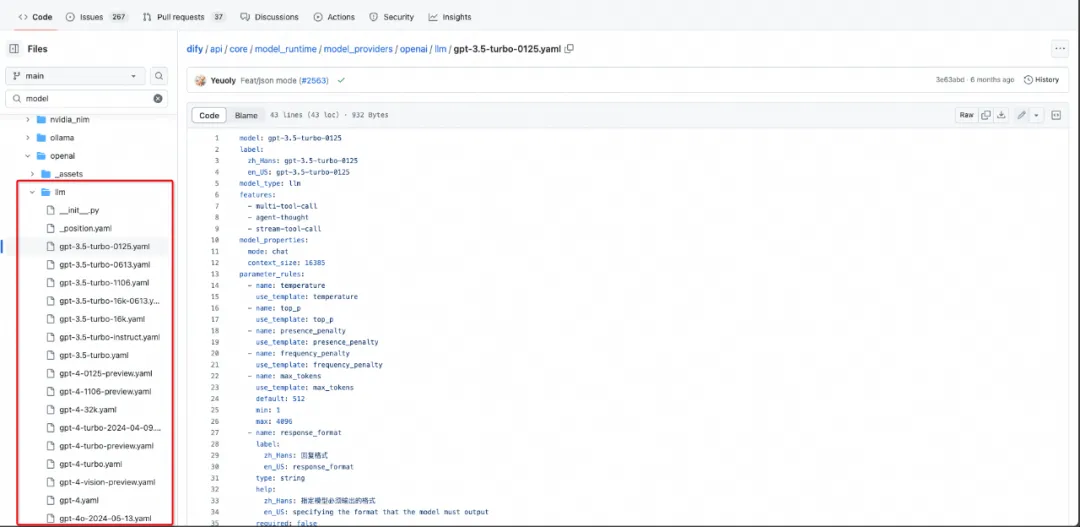 Code Issues 267 Pull requests 37 Discussions Actions Security Insights
Files
main
model
nvidia_nim
ollama
openai
_assets
llm
__init__.py
_position.yaml
gpt-3.5-turbo-0125.yaml
gpt-3.5-turbo-0613.yaml
gpt-3.5-turbo-1106.yaml
gpt-3.5-turbo-16k-0613.y...
gpt-3.5-turbo-16k.yaml
gpt-3.5-turbo-instruct.yaml
gpt-3.5-turbo.yaml
gpt-4-0125-preview.yaml
gpt-4-1106-preview.yaml
gpt-4-32k.yaml
gpt-4-turbo-2024-04-09....
gpt-4-turbo-preview.yaml
gpt-4-turbo.yaml
gpt-4-vision-preview.yaml
gpt-4.yaml
gpt-4o-2024-05-13.yaml
dify / api / core / model_runtime / model_providers / openai / llm / gpt-3.5-turbo-0125.yaml
Yeuoly Feat/json mode (#2563) 3e63abd · 6 months ago History
Code Blame 43 lines (43 loc) · 932 Bytes Raw
1 model: gpt-3.5-turbo-0125
2 label:
3 zh_Hans: gpt-3.5-turbo-0125
4 en_US: gpt-3.5-turbo-0125
5 model_type: llm
6 features:
7 - multi-tool-call
8 - agent-thought
9 - stream-tool-call
10 model_properties:
11 mode: chat
12 context_size: 16385
13 parameter_rules:
14 - name: temperature
15 use_template: temperature
16 - name: top_p
17 use_template: top_p
18 - name: presence_penalty
19 use_template: presence_penalty
20 - name: frequency_penalty
21 use_template: frequency_penalty
22 - name: max_tokens
23 use_template: max_tokens
24 default: 512
25 min: 1
26 max: 4096
27 - name: response_format
28 label:
29 zh_Hans: 回复格式
30 en_US: response_format
31 type: string
32 help:
33 zh_Hans: 指定模型必须输出的格式
34 en_US: specifying the format that the model must output
35 required: false